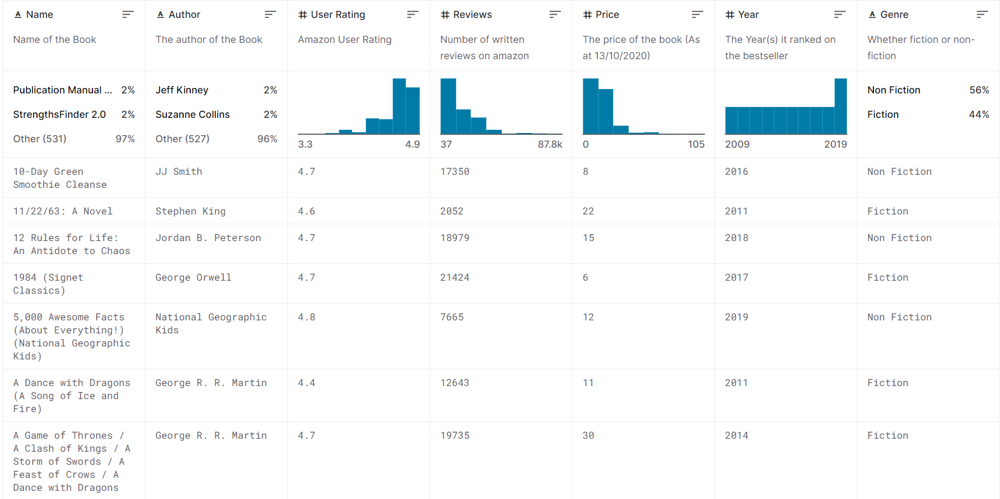 Name
Author
User Rating
Reviews
Price
Year
Genre
Name of the Book
The author of the Book
Amazon User Rating
Number of written
reviews on amazon
The price of the book (As
at 13/10/2020)
The Year(s) it ranked on
the bestseller
Whether fiction or non-
fiction
Publication Manual ... 2%
StrengthsFinder 2.0 2%
Other (531) 97%
Jeff Kinney 2%
Suzanne Collins 2%
Other (527) 96%
3.3 4.9
37 87.8k
0 105
2009 2019
Non Fiction 56%
Fiction 44%
10-Day Green
Smoothie Cleanse
JJ Smith
4.7
17350
8
2016
Non Fiction
11/22/63: A Novel
Stephen King
4.6
2052
22
2011
Fiction
12 Rules for Life:
An Antidote to Chaos
Jordan B. Peterson
4.7
18979
15
2018
Non Fiction
1984 (Signet
Classics)
George Orwell
4.7
21424
6
2017
Fiction
5,000 Awesome Facts
(About Everything!)
(National Geographic
Kids)
National Geographic
Kids
4.8
7665
12
2019
Non Fiction
A Dance with Dragons
(A Song of Ice and
Fire)
George R. R. Martin
4.4
12643
11
2011
Fiction
A Game of Thrones /
A Clash of Kings / A
Storm of Swords / A
Feast of Crows / A
Dance with Dragons
George R. R. Martin
4.7
19735
30
2014
Fiction